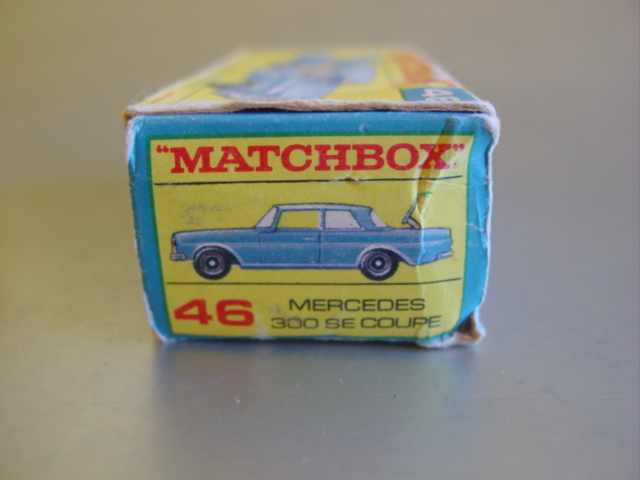 "MATCHBOX"
46 MERCEDES
300 SE COUPE